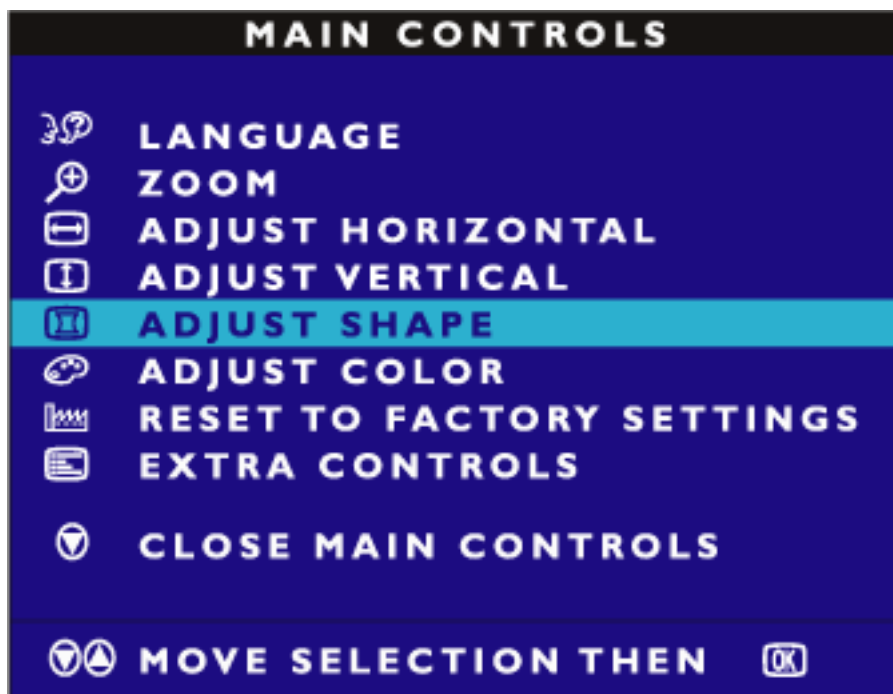 MAIN CONTROLS
LANGUAGE
ZOOM
ADJUST HORIZONTAL
ADJUST VERTICAL
ADJUST SHAPE
ADJUST COLOR
RESET TO FACTORY SETTINGS
EXTRA CONTROLS
CLOSE MAIN CONTROLS
MOVE SELECTION THEN OK